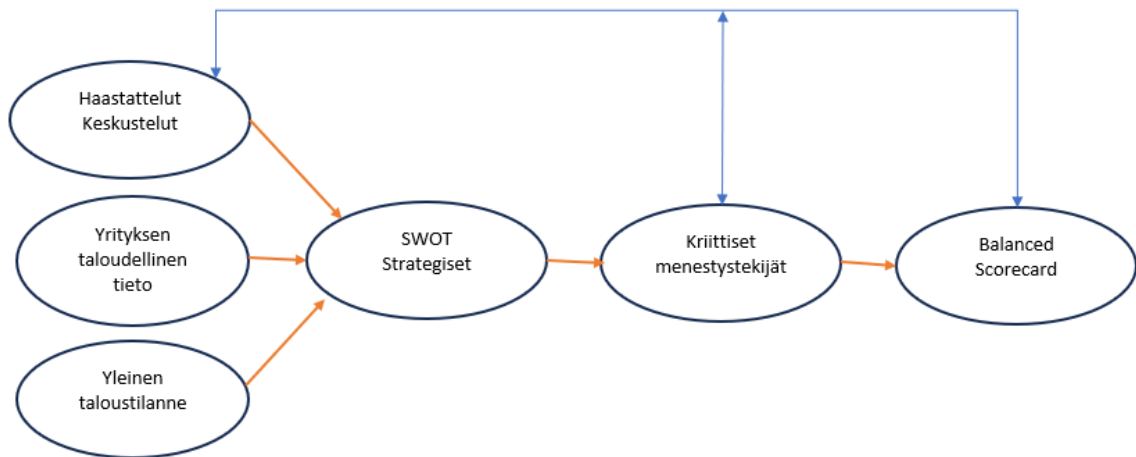 Haastattelut
Keskustelut
Yrityksen
taloudellinen
tieto
Yleinen
taloustilanne
SWOT
Strategiset
Kriittiset
menestystekijät
Balanced
Scorecard